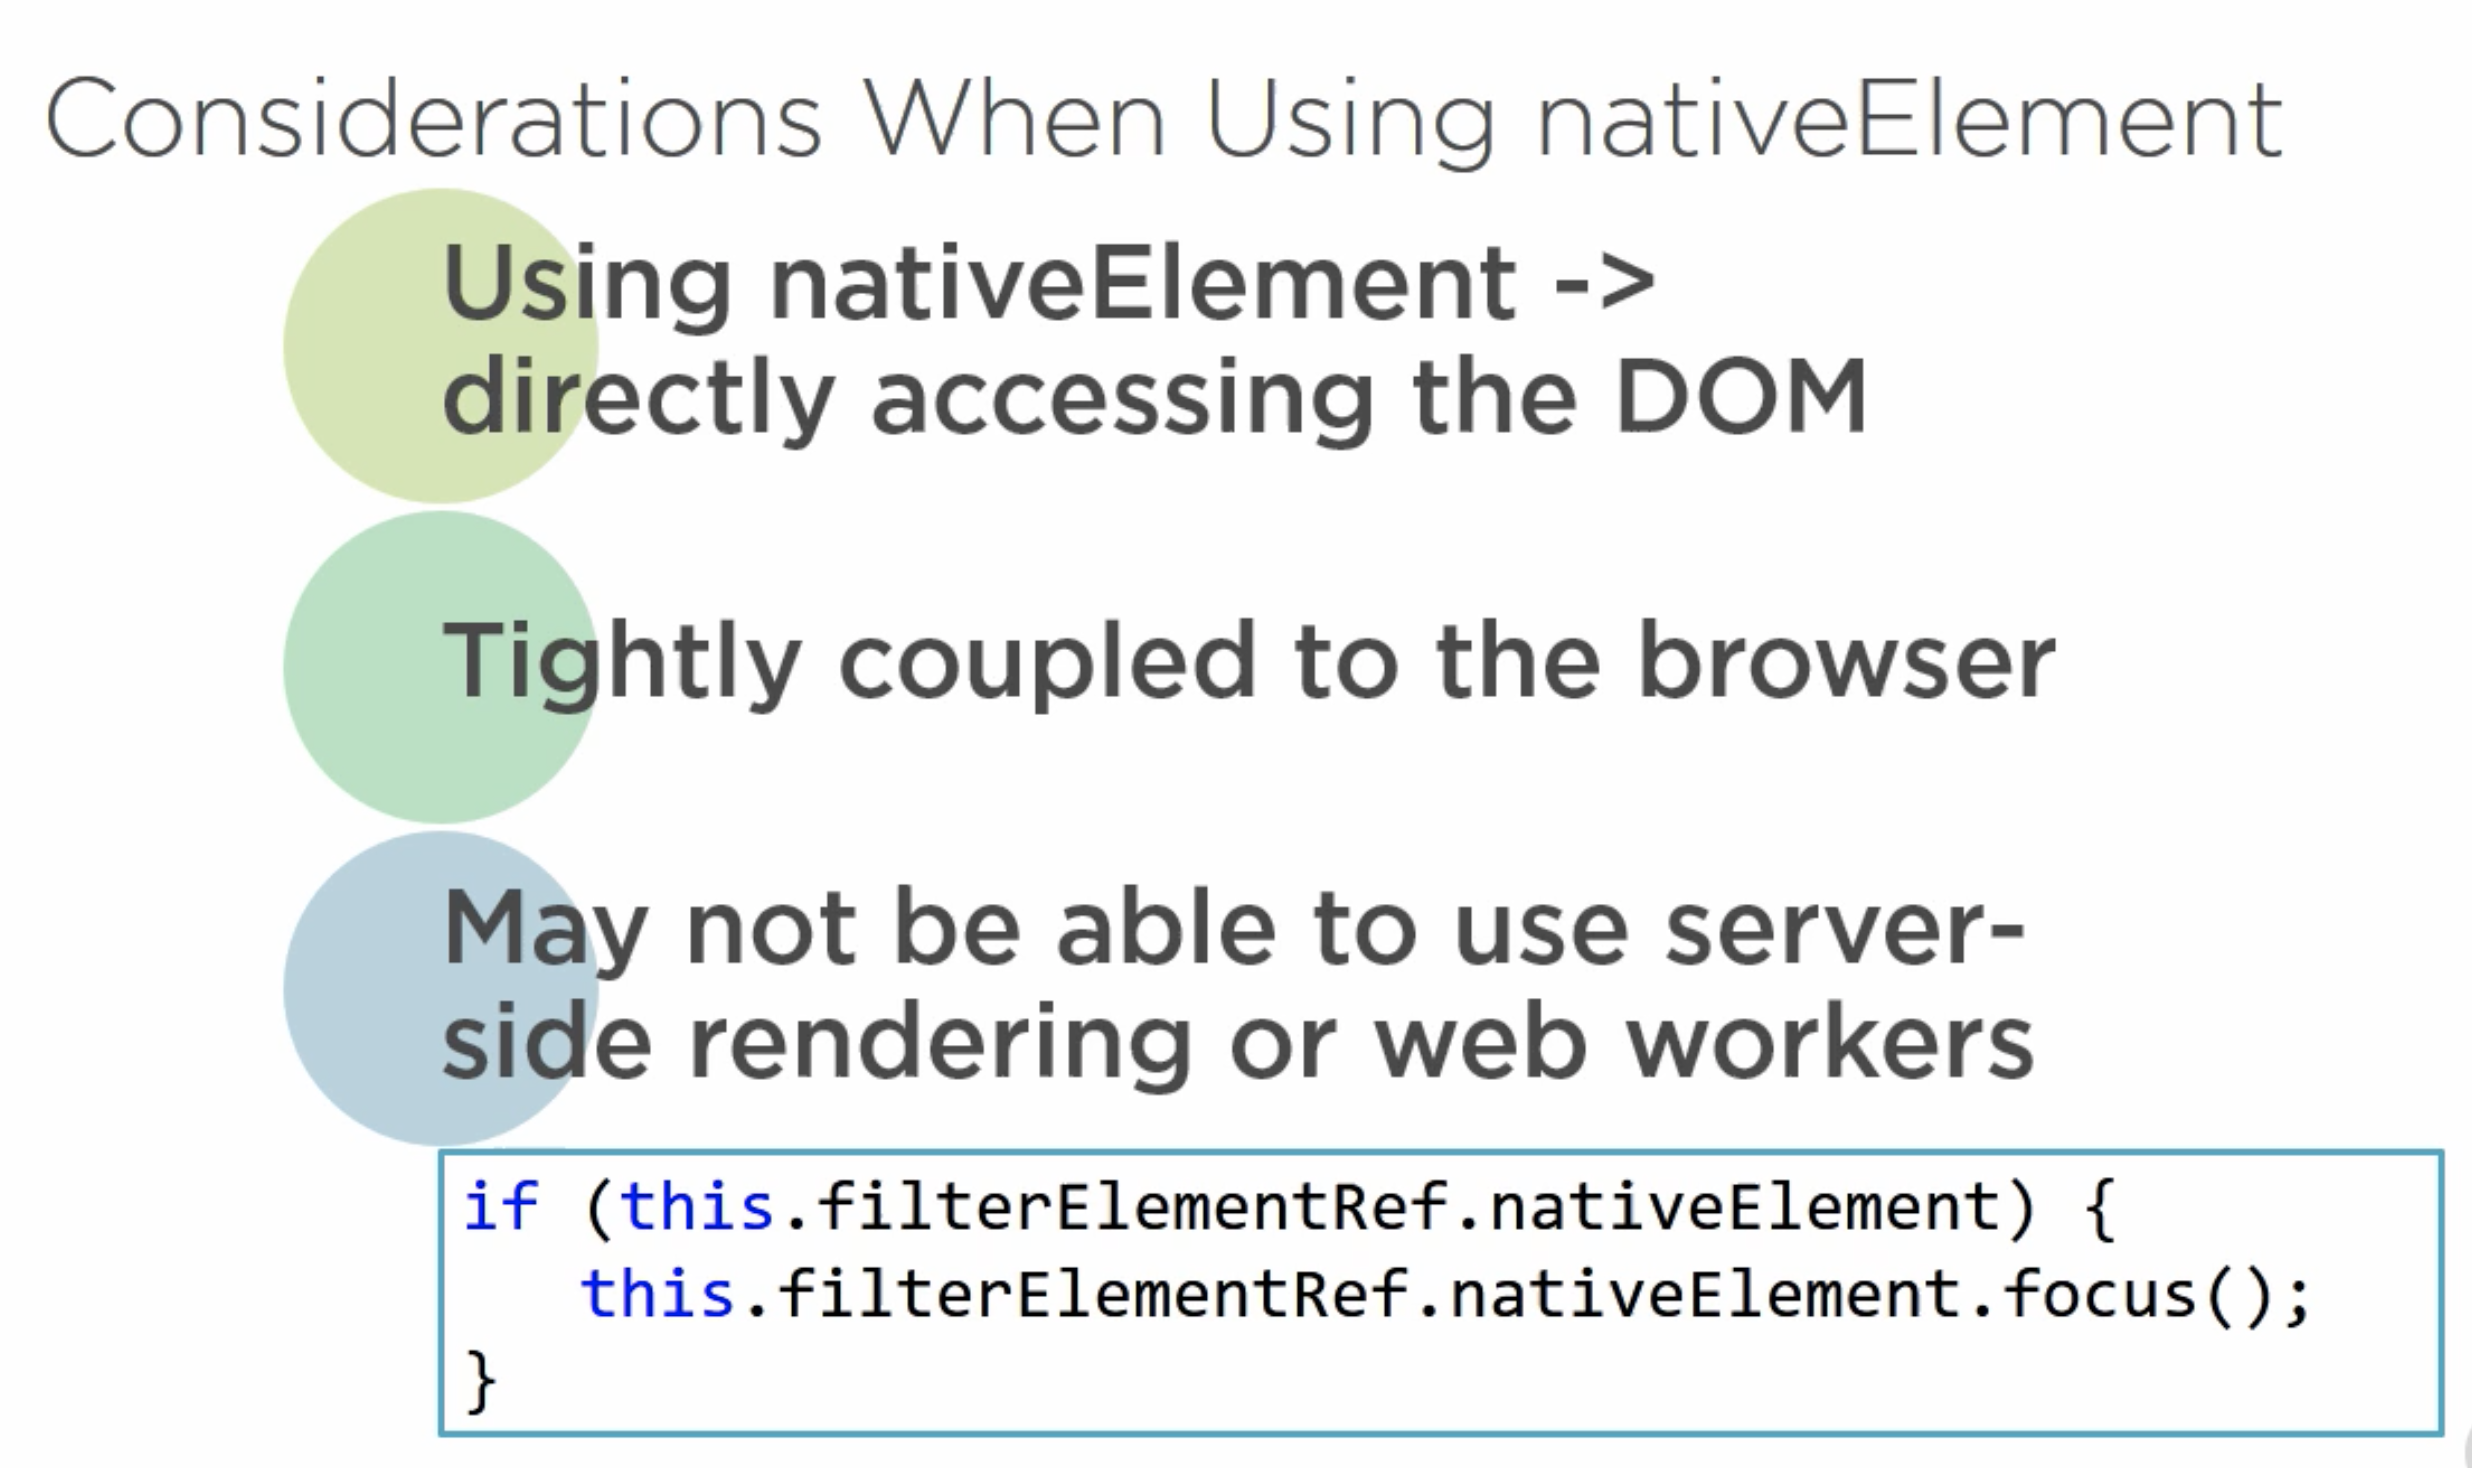 Considerations When Using nativeElement
Using nativeElement ->
directly accessing the DOM
Tightly coupled to the browser
May not be able to use server-
side rendering or web workers
if (this.filterElementRef.nativeElement) {
   this.filterElementRef.nativeElement.focus();
}